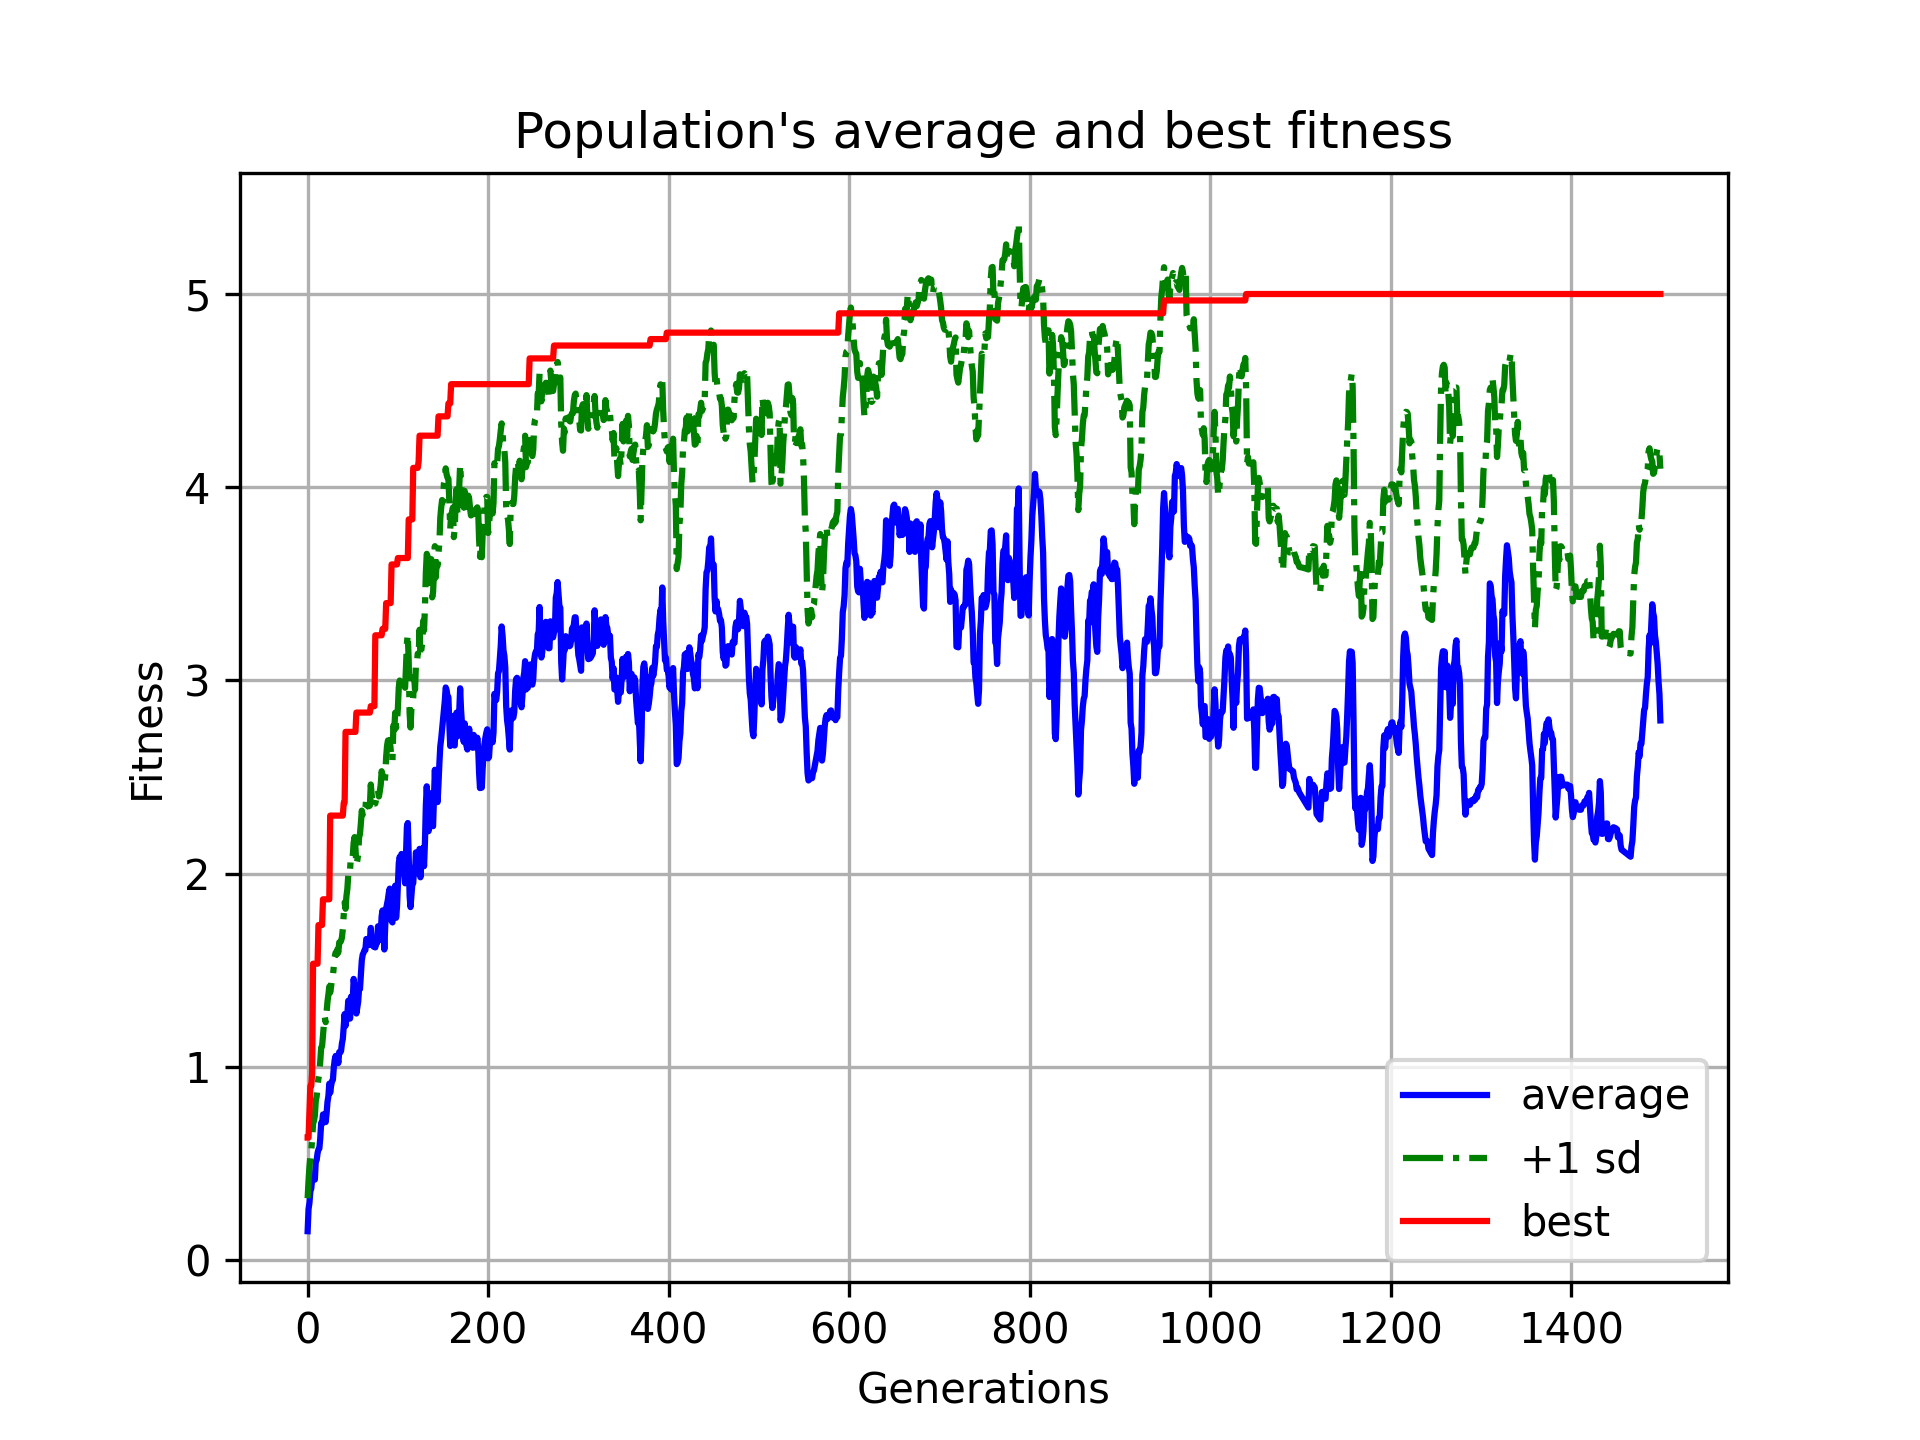 Population's average and best fitness
Fitness
5
4
3
2
1
0
0 200 400 600 800 1000 1200 1400
Generations
average
+1 sd
best